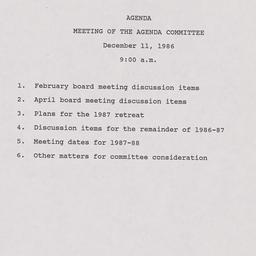 AGENDA
MEETING OF THE AGENDA COMMITTEE
December 11, 1986
9:00 a.m.
1. February board meeting discussion items
2. April board meeting discussion items
3. Plans for the 1987 retreat
4. Discussion items for the remainder of 1986-87
5. Meeting dates for 1987-88
6. Other matters for committee consideration